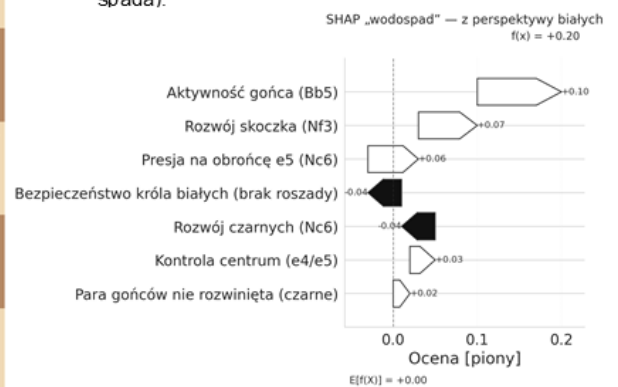 spada).
SHAP „wodospad” — z perspektywy białych
f(x) = +0.20
Aktywność gońca (Bb5)
+0.10
Rozwój skoczka (Nf3)
+0.07
Presja na obrońcę e5 (Nc6)
+0.06
Bezpieczeństwo króla białych (brak roszady)
-0.04
Rozwój czarnych (Nc6)
-0.04
Kontrola centrum (e4/e5)
+0.03
Para gońców nie rozwinięta (czarne)
+0.02
0.0 0.1 0.2
Ocena [piony]
E[f(X)] = +0.00